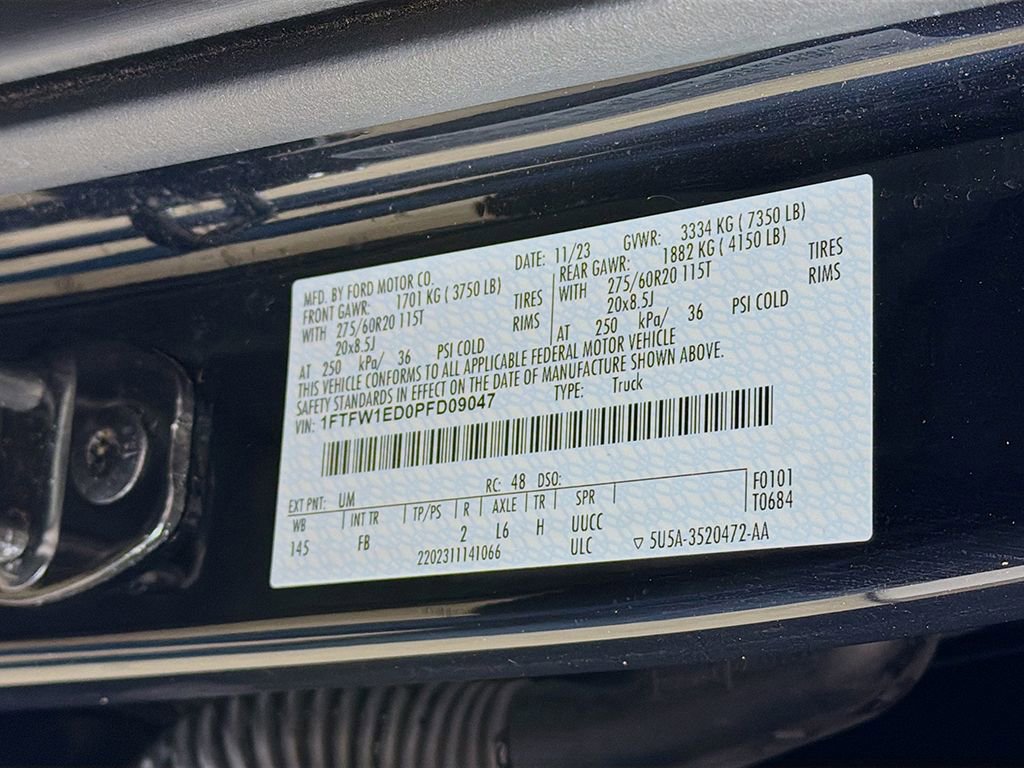 MFD. BY FORD MOTOR CO. DATE: 11/23 GVWR: 3334 KG ( 7350 LB)
FRONT GAWR: 1701 KG ( 3750 LB) REAR GAWR: 1882 KG ( 4150 LB)
WITH 275/60R20 115T TIRES WITH 275/60R20 115T TIRES
20x8.5J RIMS 20x8.5J RIMS
AT 250 kPa/ 36 PSI COLD AT 250 kPa/ 36 PSI COLD
THIS VEHICLE CONFORMS TO ALL APPLICABLE FEDERAL MOTOR VEHICLE
SAFETY STANDARDS IN EFFECT ON THE DATE OF MANUFACTURE SHOWN ABOVE.
VIN: 1FTFW1ED0PFD09047 TYPE: Truck
EXT PNT: UM RC: 48 DSO: F0101
WB INT TR TP/PS R AXLE TR SPR T0684
145 FB 2 L6 H UUCC
2202311141066 ULC ▽ 5U5A-3520472-AA